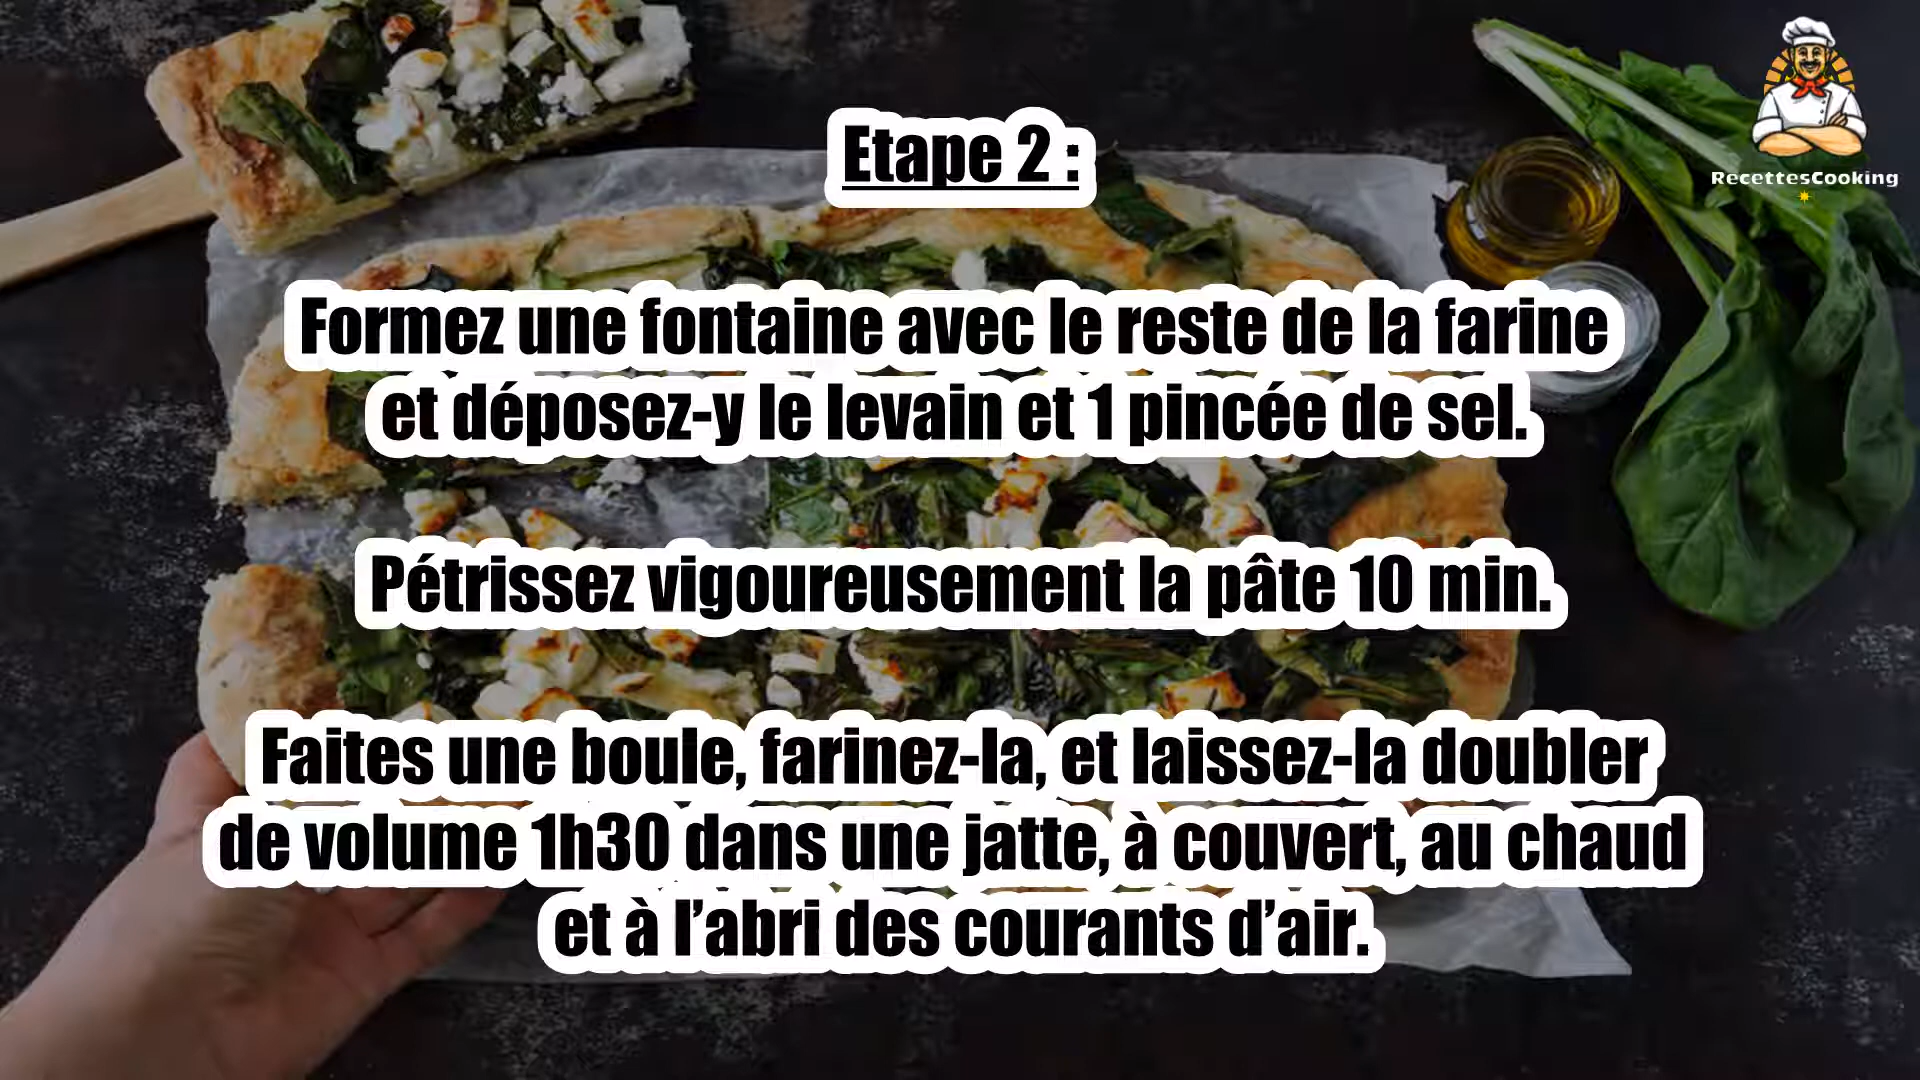 RecettesCooking
Etape 2 :
Formez une fontaine avec le reste de la farine
et déposez-y le levain et 1 pincée de sel.
Pétrissez vigoureusement la pâte 10 min.
Faites une boule, farinez-la, et laissez-la doubler
de volume 1h30 dans une jatte, à couvert, au chaud
et à l’abri des courants d’air.